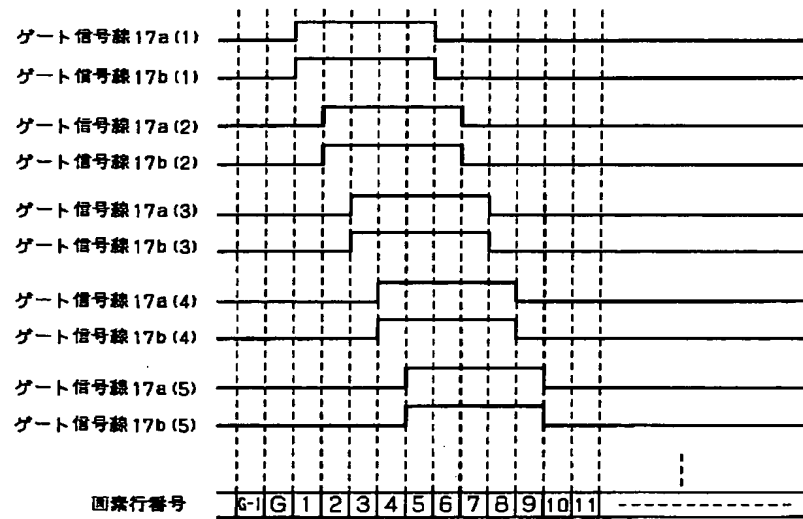 ゲート信号線17a(1)
ゲート信号線17b(1)
ゲート信号線17a(2)
ゲート信号線17b(2)
ゲート信号線17a(3)
ゲート信号線17b(3)
ゲート信号線17a(4)
ゲート信号線17b(4)
ゲート信号線17a(5)
ゲート信号線17b(5)
画素行番号 G-1 G 1 2 3 4 5 6 7 8 9 10 11